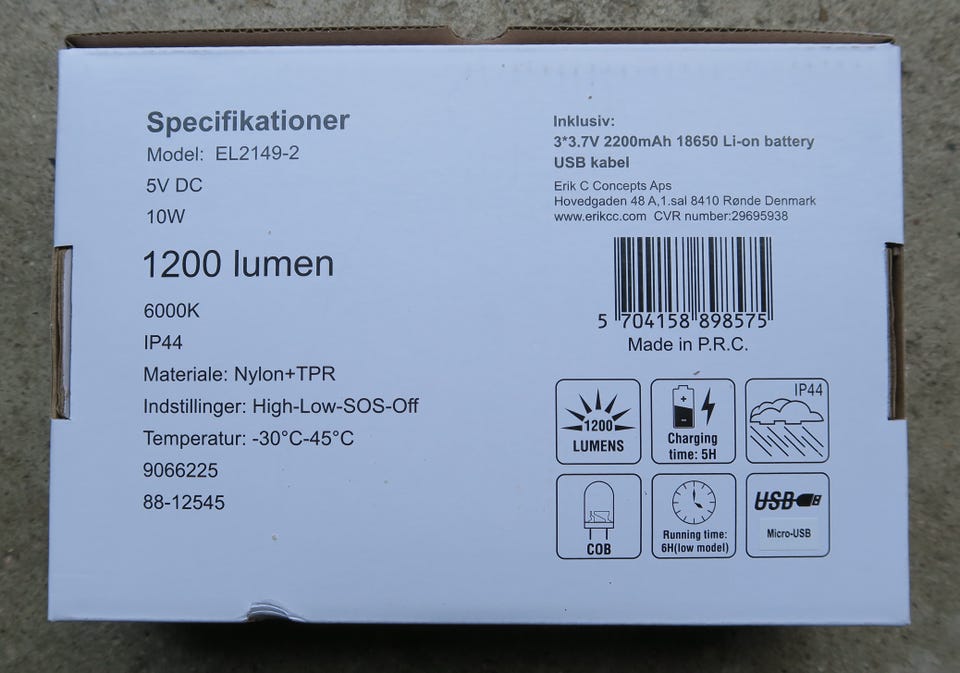 Specifikationer
Model: EL2149-2
5V DC
10W
1200 lumen
6000K
IP44
Materiale: Nylon+TPR
Indstillinger: High-Low-SOS-Off
Temperatur: -30°C-45°C
9066225
88-12545
Inklusiv:
3*3.7V 2200mAh 18650 Li-on battery
USB kabel
Erik C Concepts Aps
Hovedgaden 48 A,1.sal 8410 Rønde Denmark
www.erikcc.com CVR number:29695938
5 704158 898575
Made in P.R.C.
1200
LUMENS
+
-
Charging
time: 5H
IP44
COB
Running time:
6H(low model)
USB
Micro-USB